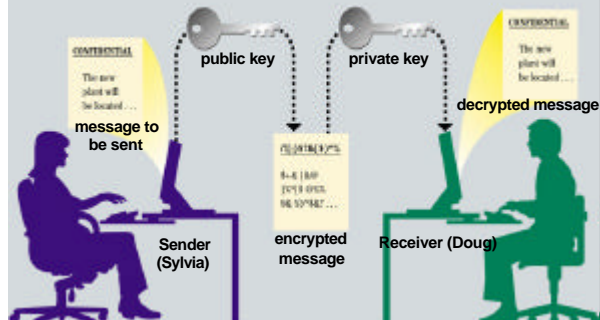 public key
private key
CONFIDENTIAL
The new
plant will
be located . . .
message to
be sent
CONFIDENTIAL
The new
plant will
be located . . .
decrypted message
encrypted
message
Sender
(Sylvia)
Receiver (Doug)